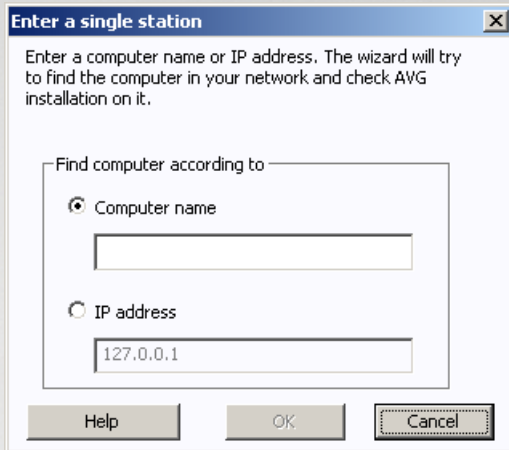 Enter a single station
Enter a computer name or IP address. The wizard will try
to find the computer in your network and check AVG
installation on it.
Find computer according to
Computer name
IP address
127.0.0.1
Help OK Cancel